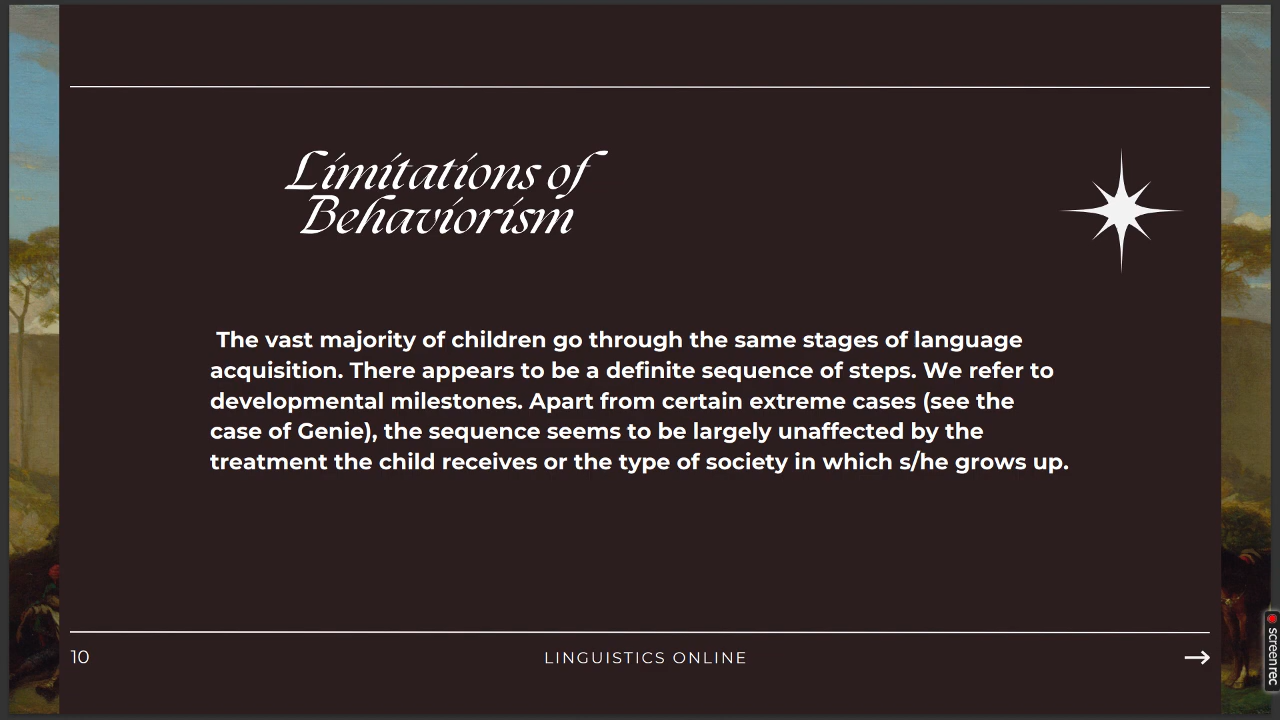 Limitations of
Behaviorism
The vast majority of children go through the same stages of language
acquisition. There appears to be a definite sequence of steps. We refer to
developmental milestones. Apart from certain extreme cases (see the
case of Genie), the sequence seems to be largely unaffected by the
treatment the child receives or the type of society in which s/he grows up.
10
LINGUISTICS ONLINE
screenrec